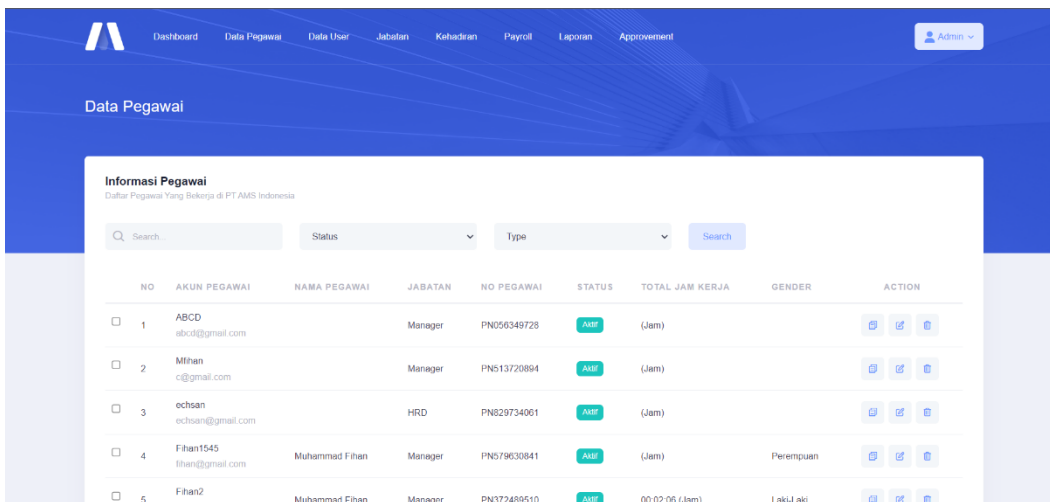 Dashboard Data Pegawai Data User Jabatan Kehadiran Payroll Laporan Approvement Admin
Data Pegawai
Informasi Pegawai
Daftar Pegawai Yang Bekerja di PT AMS Indonesia
Search... Status Type Search
NO AKUN PEGAWAI NAMA PEGAWAI JABATAN NO PEGAWAI STATUS TOTAL JAM KERJA GENDER ACTION
1 ABCD Manager PN056349728 Aktif (Jam)
abcd@gmail.com
2 Mfihan Manager PN513720894 Aktif (Jam)
c@gmail.com
3 echsan HRD PN829734061 Aktif (Jam)
echsan@gmail.com
4 Fihan1545 Muhammad Fihan Manager PN579630841 Aktif (Jam) Perempuan
fihan@gmail.com
5 Fihan2 Muhammad Fihan Manager PN372489510 Aktif 00:02:06 (Jam) Laki-Laki